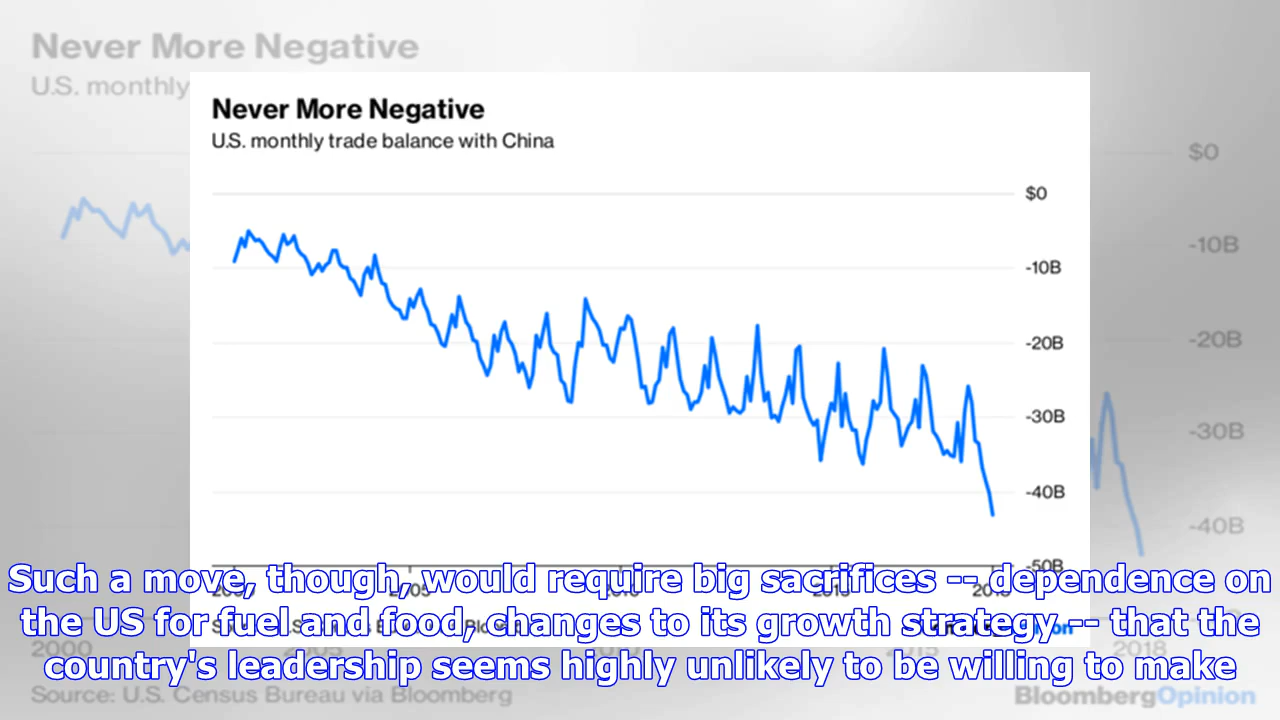 Never More Negative
U.S. monthly
Never More Negative
U.S. monthly trade balance with China
$0
-10B
-20B
-30B
-40B
-50B
$0
-10B
-20B
-30B
-40B
Such a move, though, would require big sacrifices -- dependence on
the US for fuel and food, changes to its growth strategy -- that the
country's leadership seems highly unlikely to be willing to make
2000 2005 2010 2015 2018
Source: U.S. Census Bureau via Bloomberg
BloombergOpinion